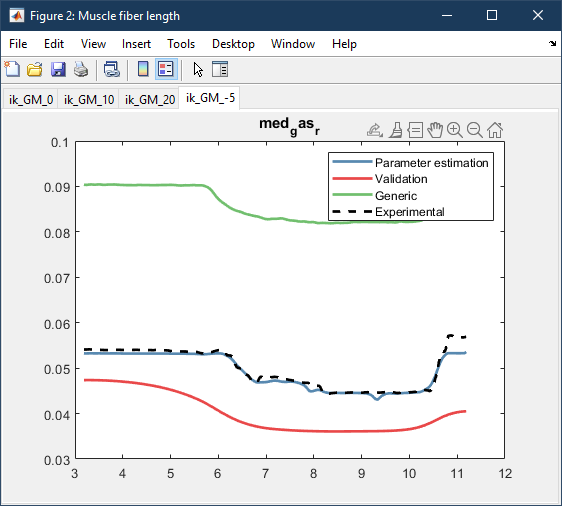 Figure 2: Muscle fiber length
File Edit View Insert Tools Desktop Window Help
ik_GM_0 ik_GM_10 ik_GM_20 ik_GM_-5
med_gas_r
0.1
0.09
0.08
0.07
0.06
0.05
0.04
0.03
3 4 5 6 7 8 9 10 11 12
Parameter estimation
Validation
Generic
Experimental